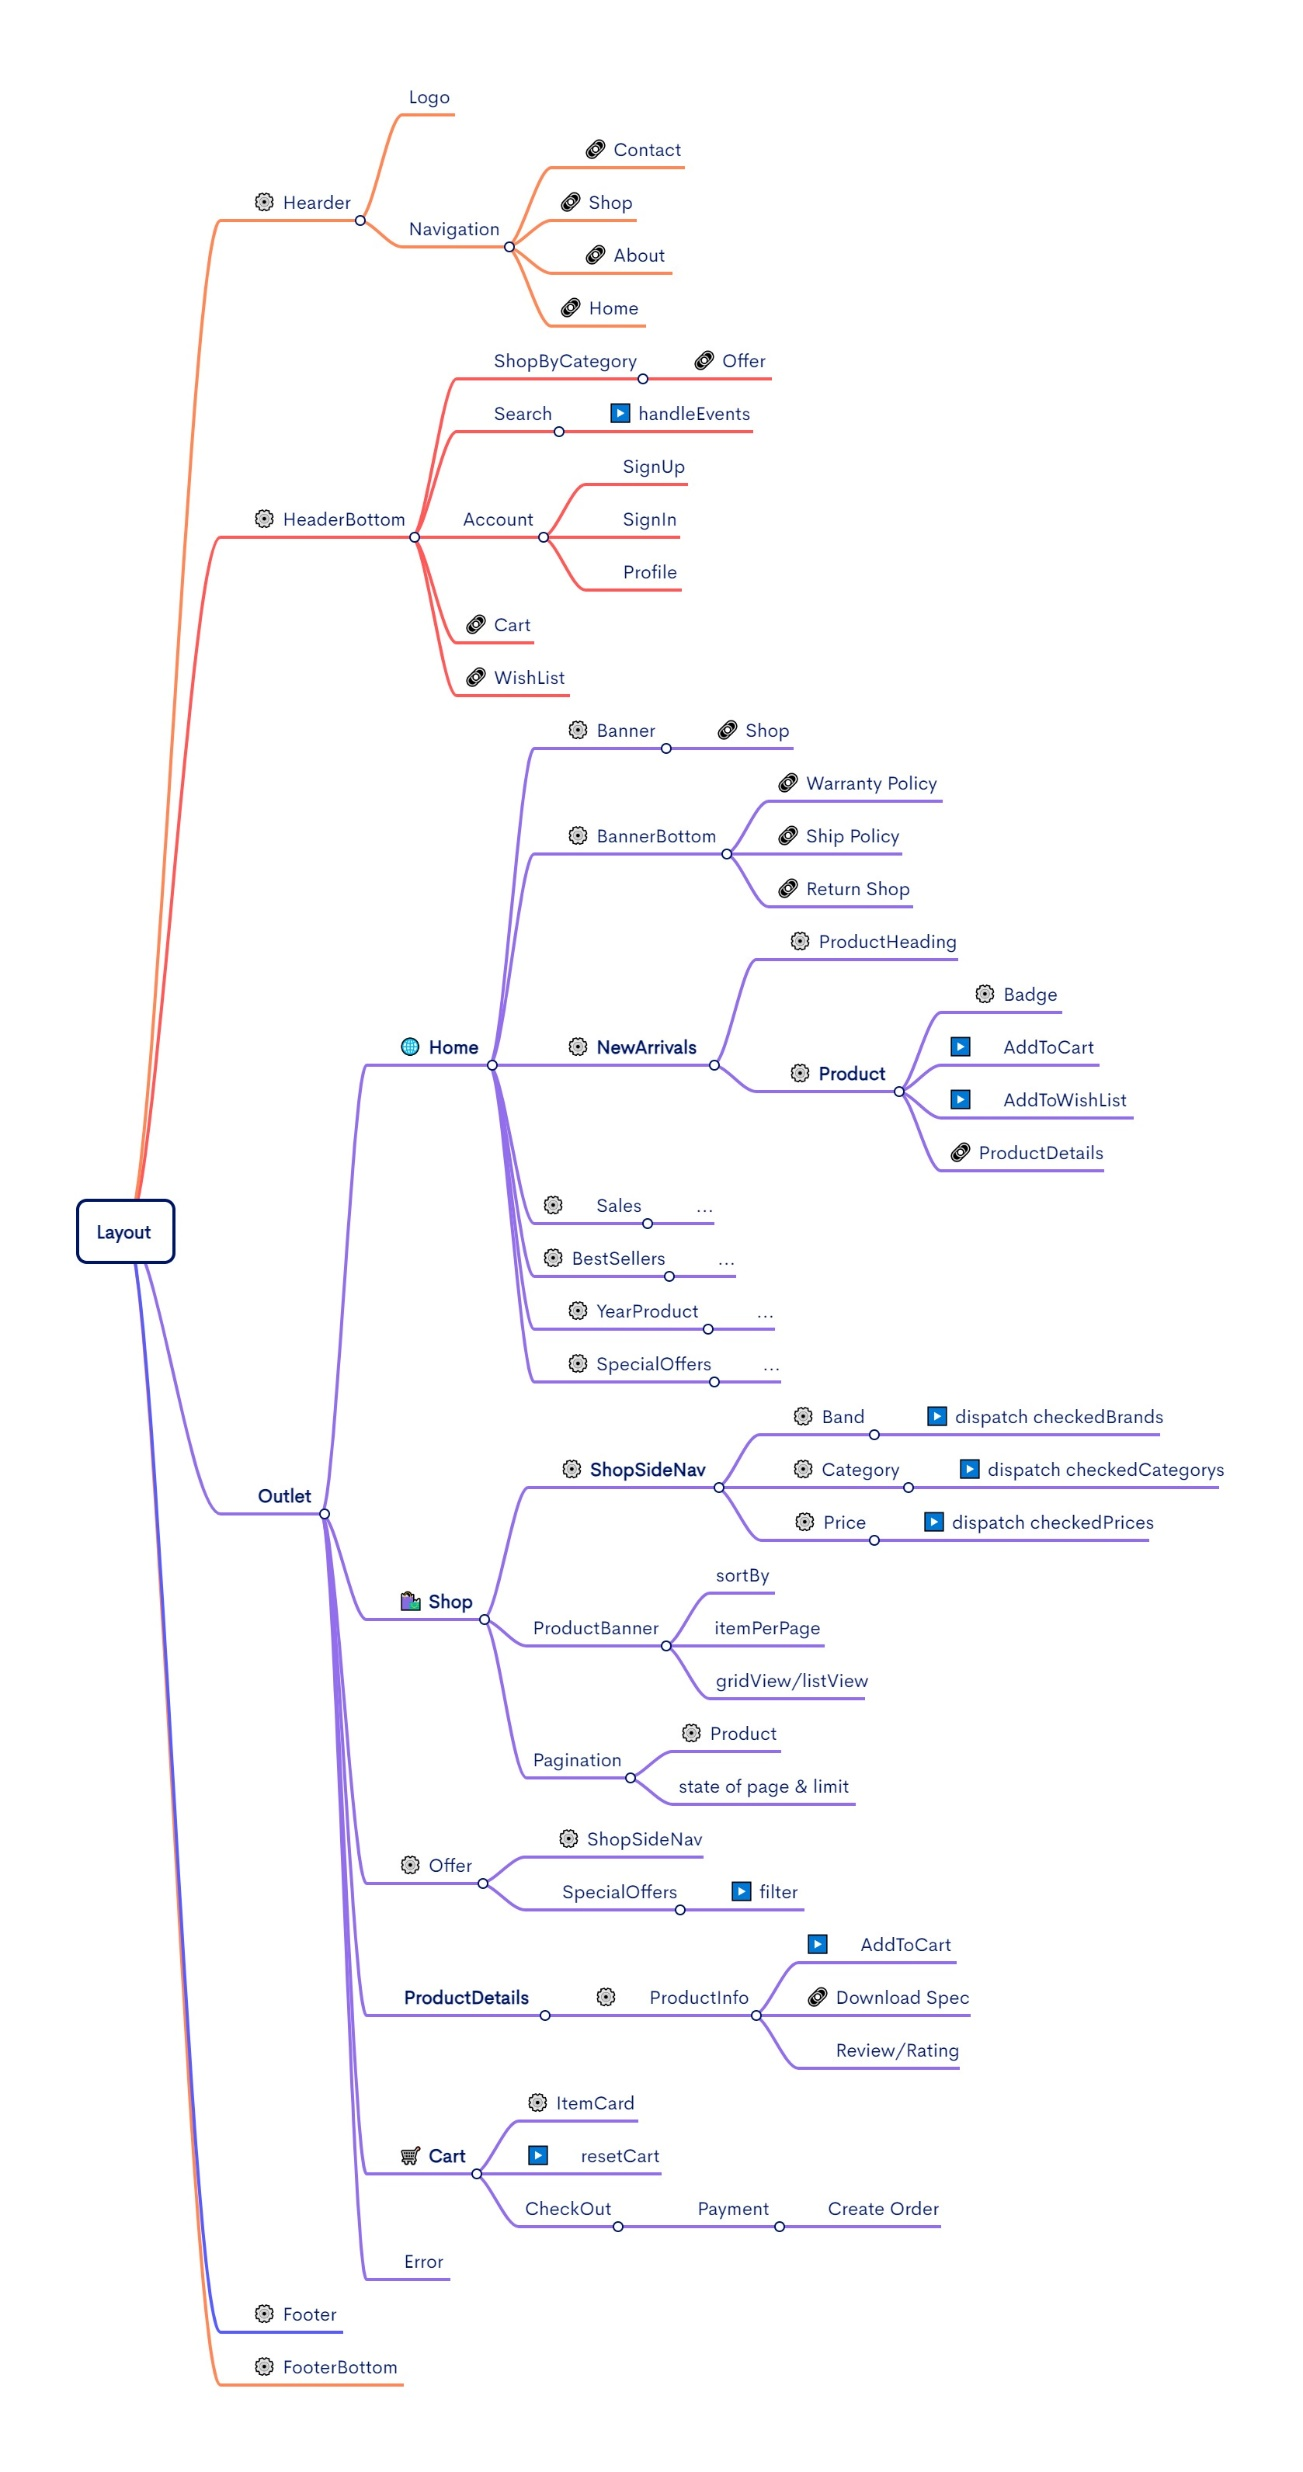 Logo
Contact
Hearder
Shop
Navigation
About
Home
ShopByCategory Offer
Search handleEvents
SignUp
HeaderBottom Account SignIn
Profile
Cart
WishList
Banner Shop
Warranty Policy
BannerBottom Ship Policy
Return Shop
ProductHeading
Badge
Home NewArrivals AddToCart
Product
AddToWishList
ProductDetails
Sales ...
Layout
BestSellers ...
YearProduct ...
SpecialOffers ...
Band dispatch checkedBrands
ShopSideNav Category dispatch checkedCategorys
Outlet
Price dispatch checkedPrices
sortBy
Shop
ProductBanner itemPerPage
gridView/listView
Product
Pagination
state of page & limit
ShopSideNav
Offer
SpecialOffers filter
AddToCart
ProductDetails ProductInfo Download Spec
Review/Rating
ItemCard
Cart resetCart
CheckOut Payment Create Order
Error
Footer
FooterBottom